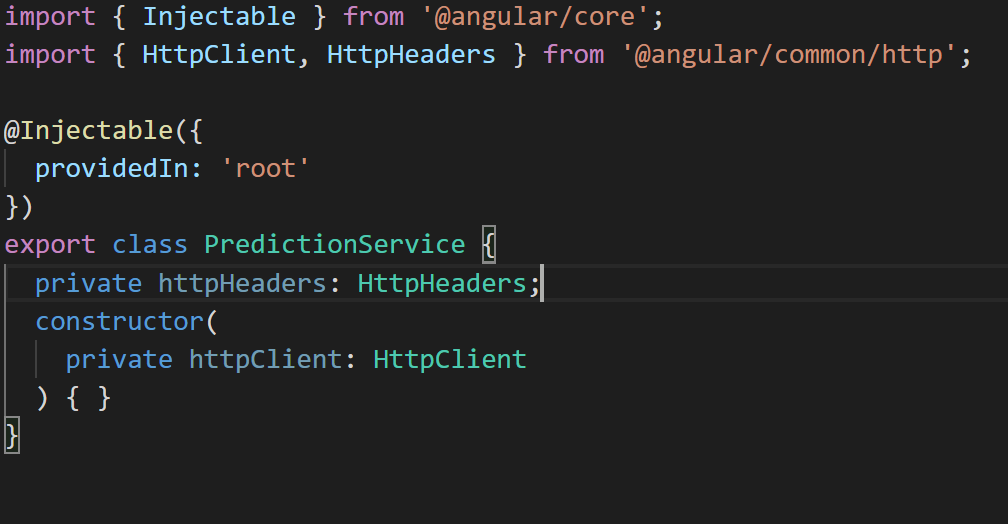 import { Injectable } from '@angular/core';
import { HttpClient, HttpHeaders } from '@angular/common/http';
@Injectable({
  providedIn: 'root'
})
export class PredictionService {
  private httpHeaders: HttpHeaders;
  constructor(
    private httpClient: HttpClient
  ) { }
}